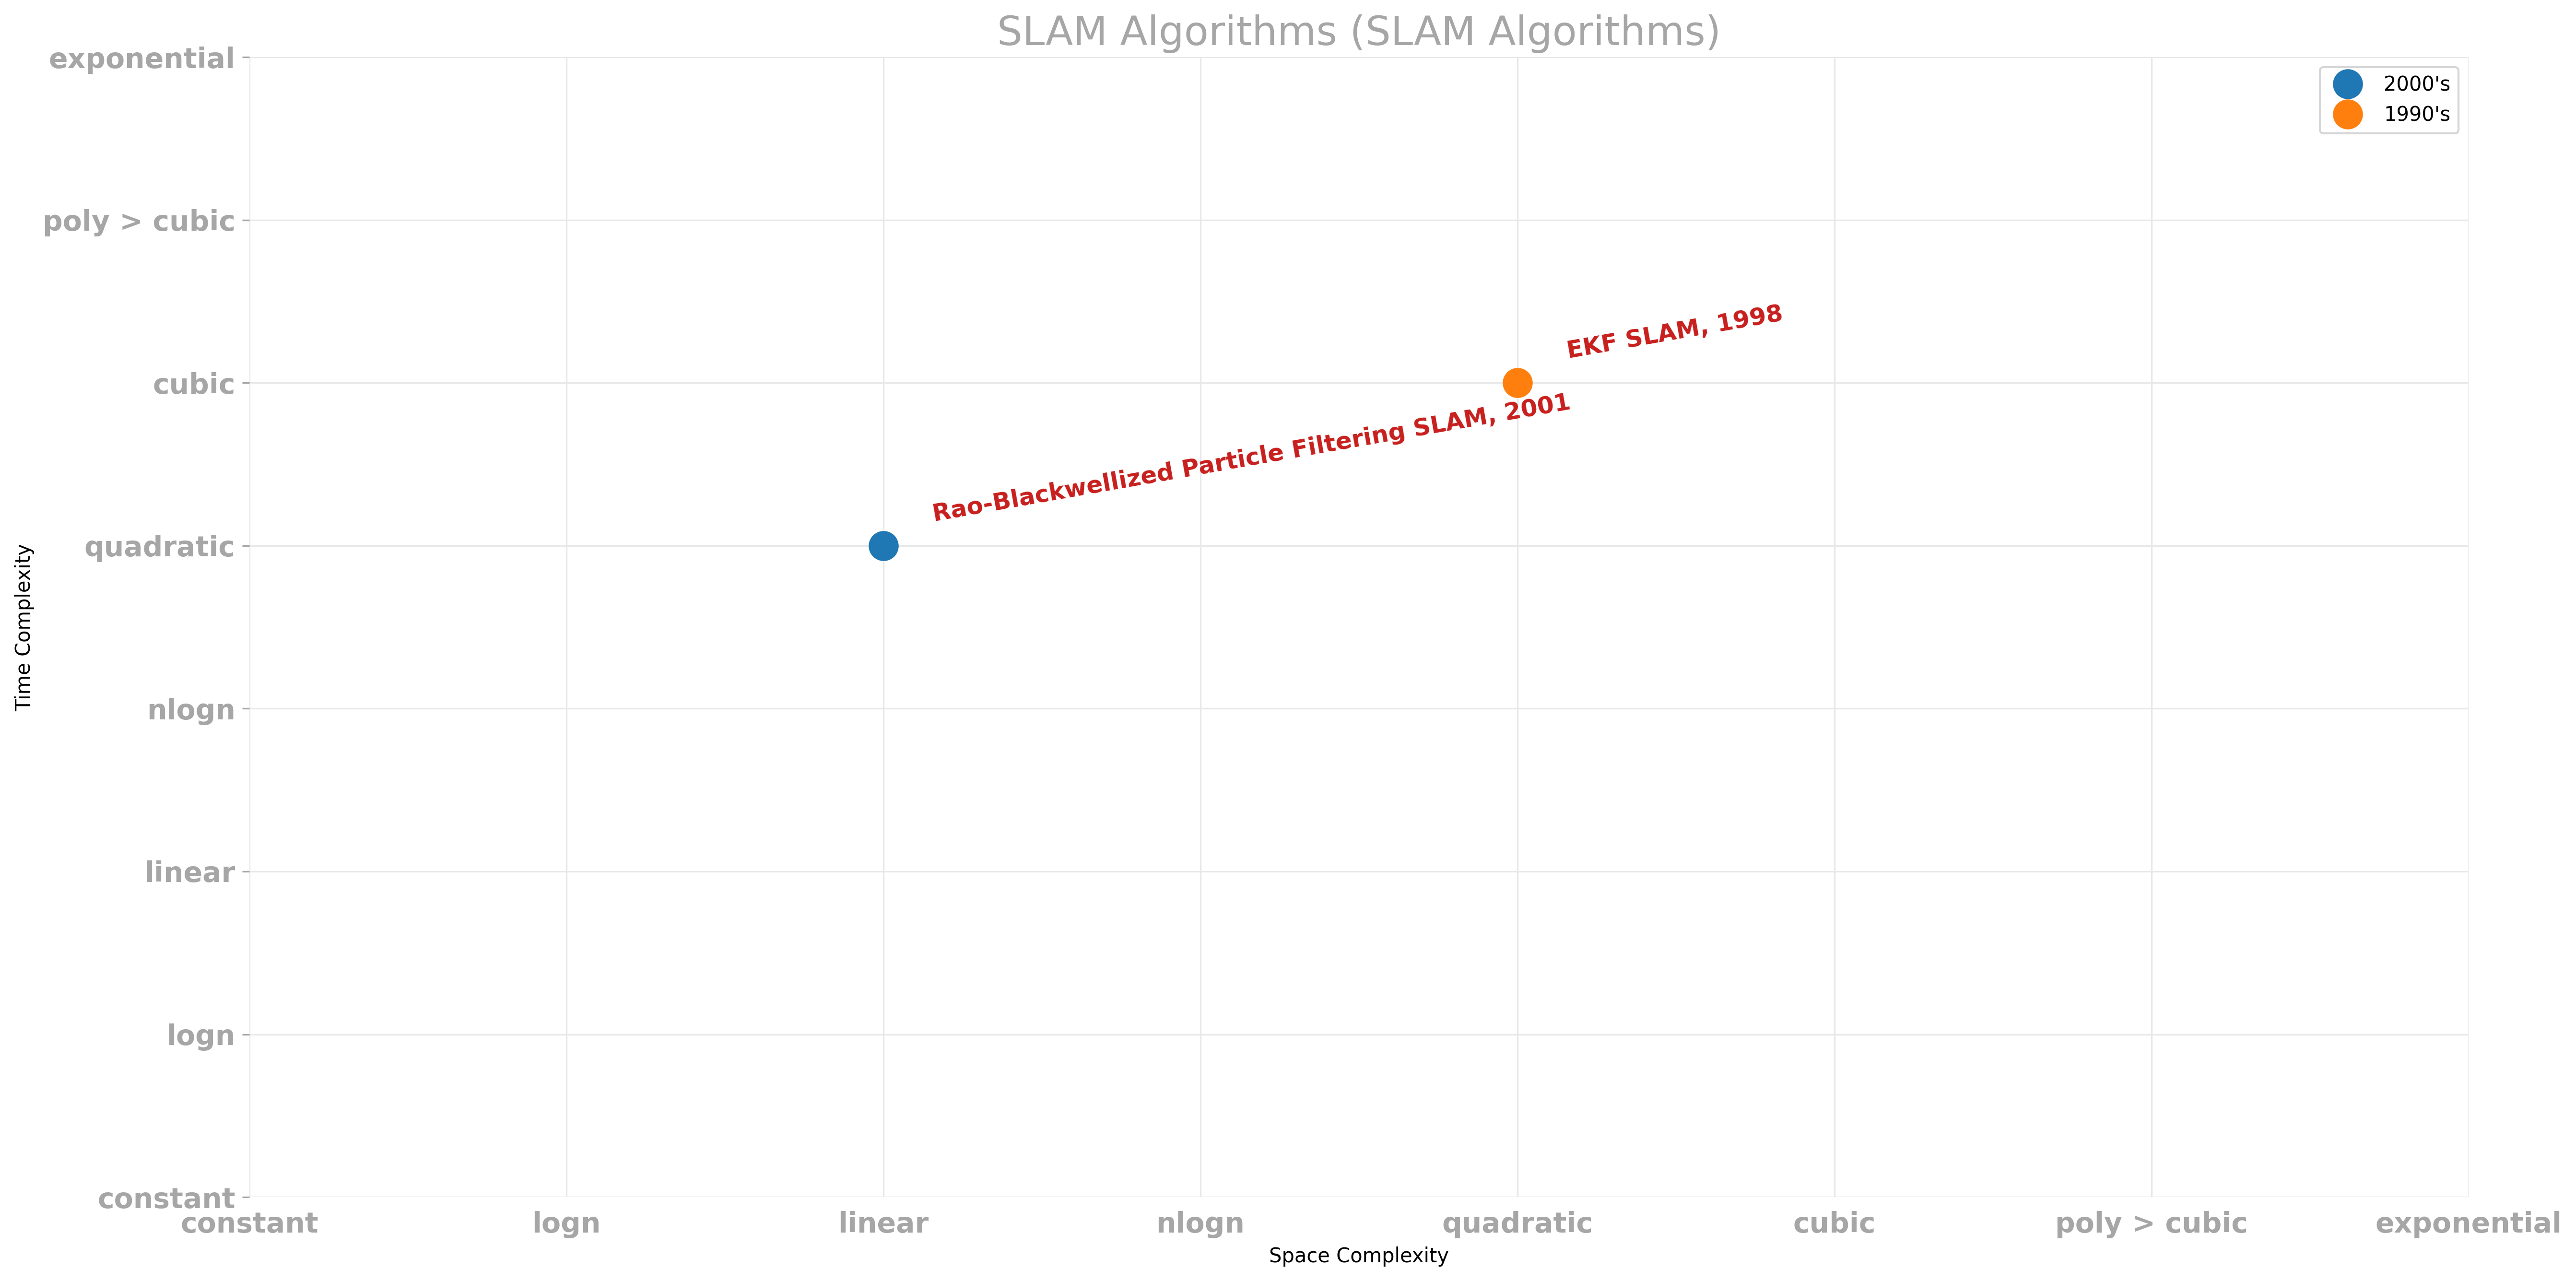 SLAM Algorithms (SLAM Algorithms)
exponential
2000's
1990's
poly > cubic
EKF SLAM, 1998
cubic
Rao-Blackwellized Particle Filtering SLAM, 2001
quadratic
Time Complexity
nlogn
linear
logn
constant
constant
logn
linear
nlogn
quadratic
cubic
poly > cubic
exponential
Space Complexity